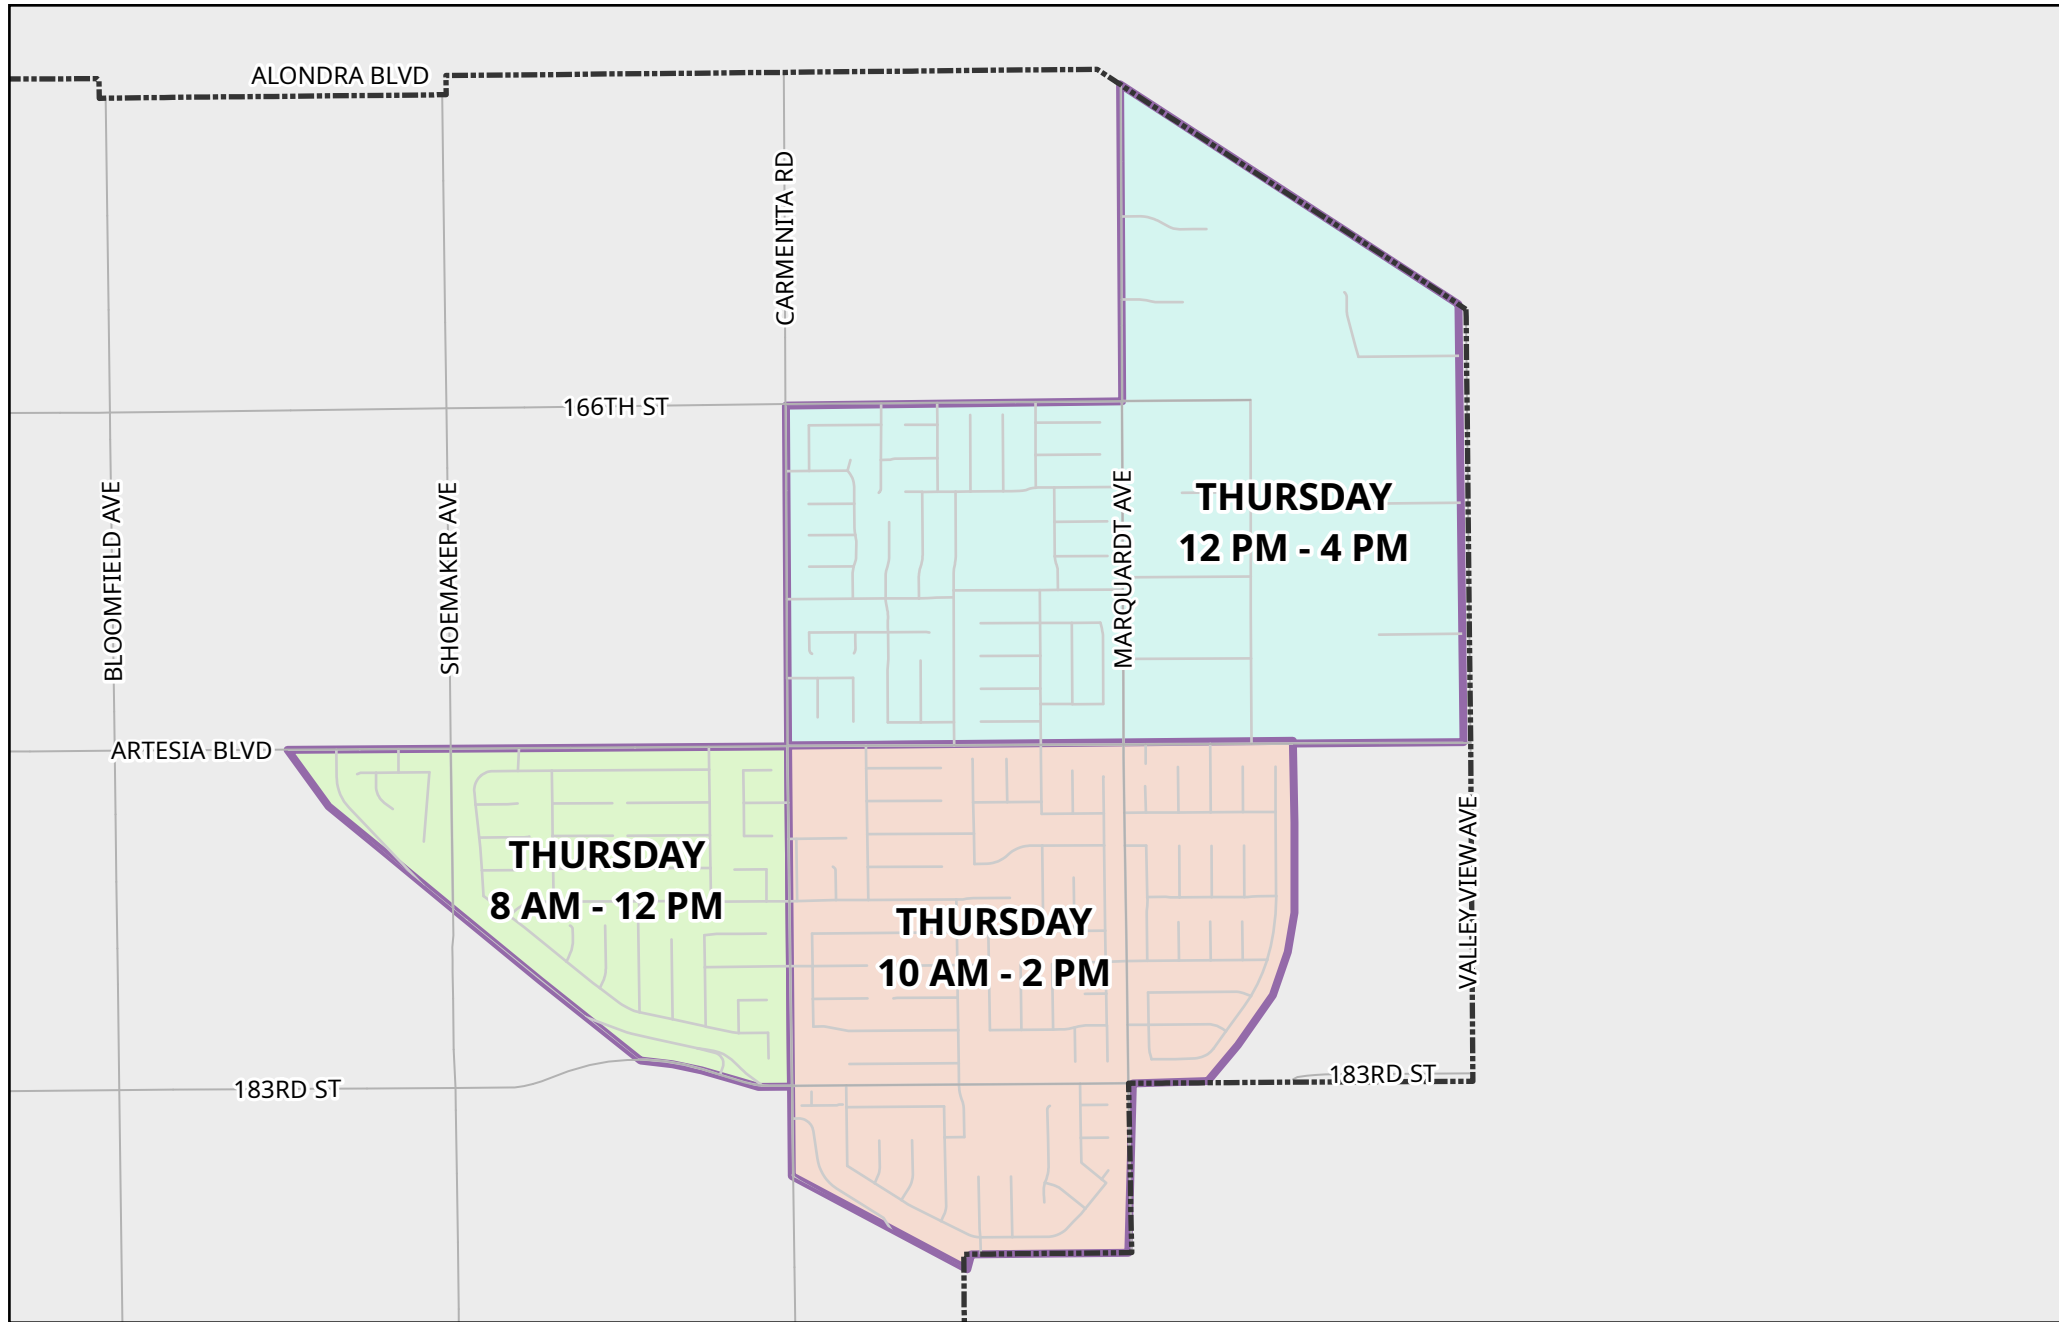 ALONDRA BLVD
CARMENITA RD
166TH ST
BLOOMFIELD AVE
SHOEMAKER AVE
MARQUARDT AVE
THURSDAY
12 PM - 4 PM
ARTESIA BLVD
THURSDAY
8 AM - 12 PM
THURSDAY
10 AM - 2 PM
VALLEY VIEW AVE
183RD ST
183RD ST